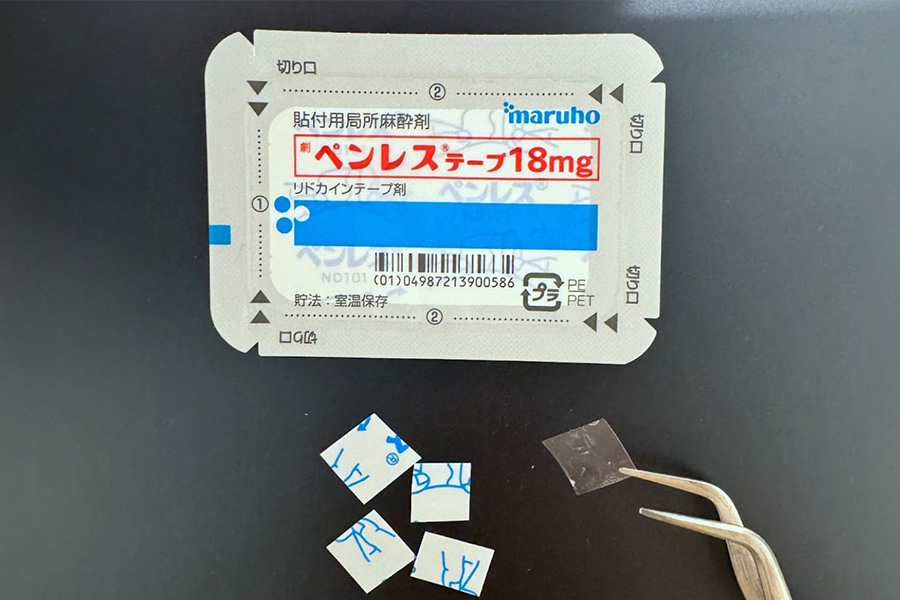 切り口
②
maruho
切り口
貼付用局所麻酔剤
劇 ペンレス®テープ18mg
リドカインテープ剤
①
ND101
(01)04987213900586
プラ
PE
PET
切り口
貯法:室温保存
②
切り口
®